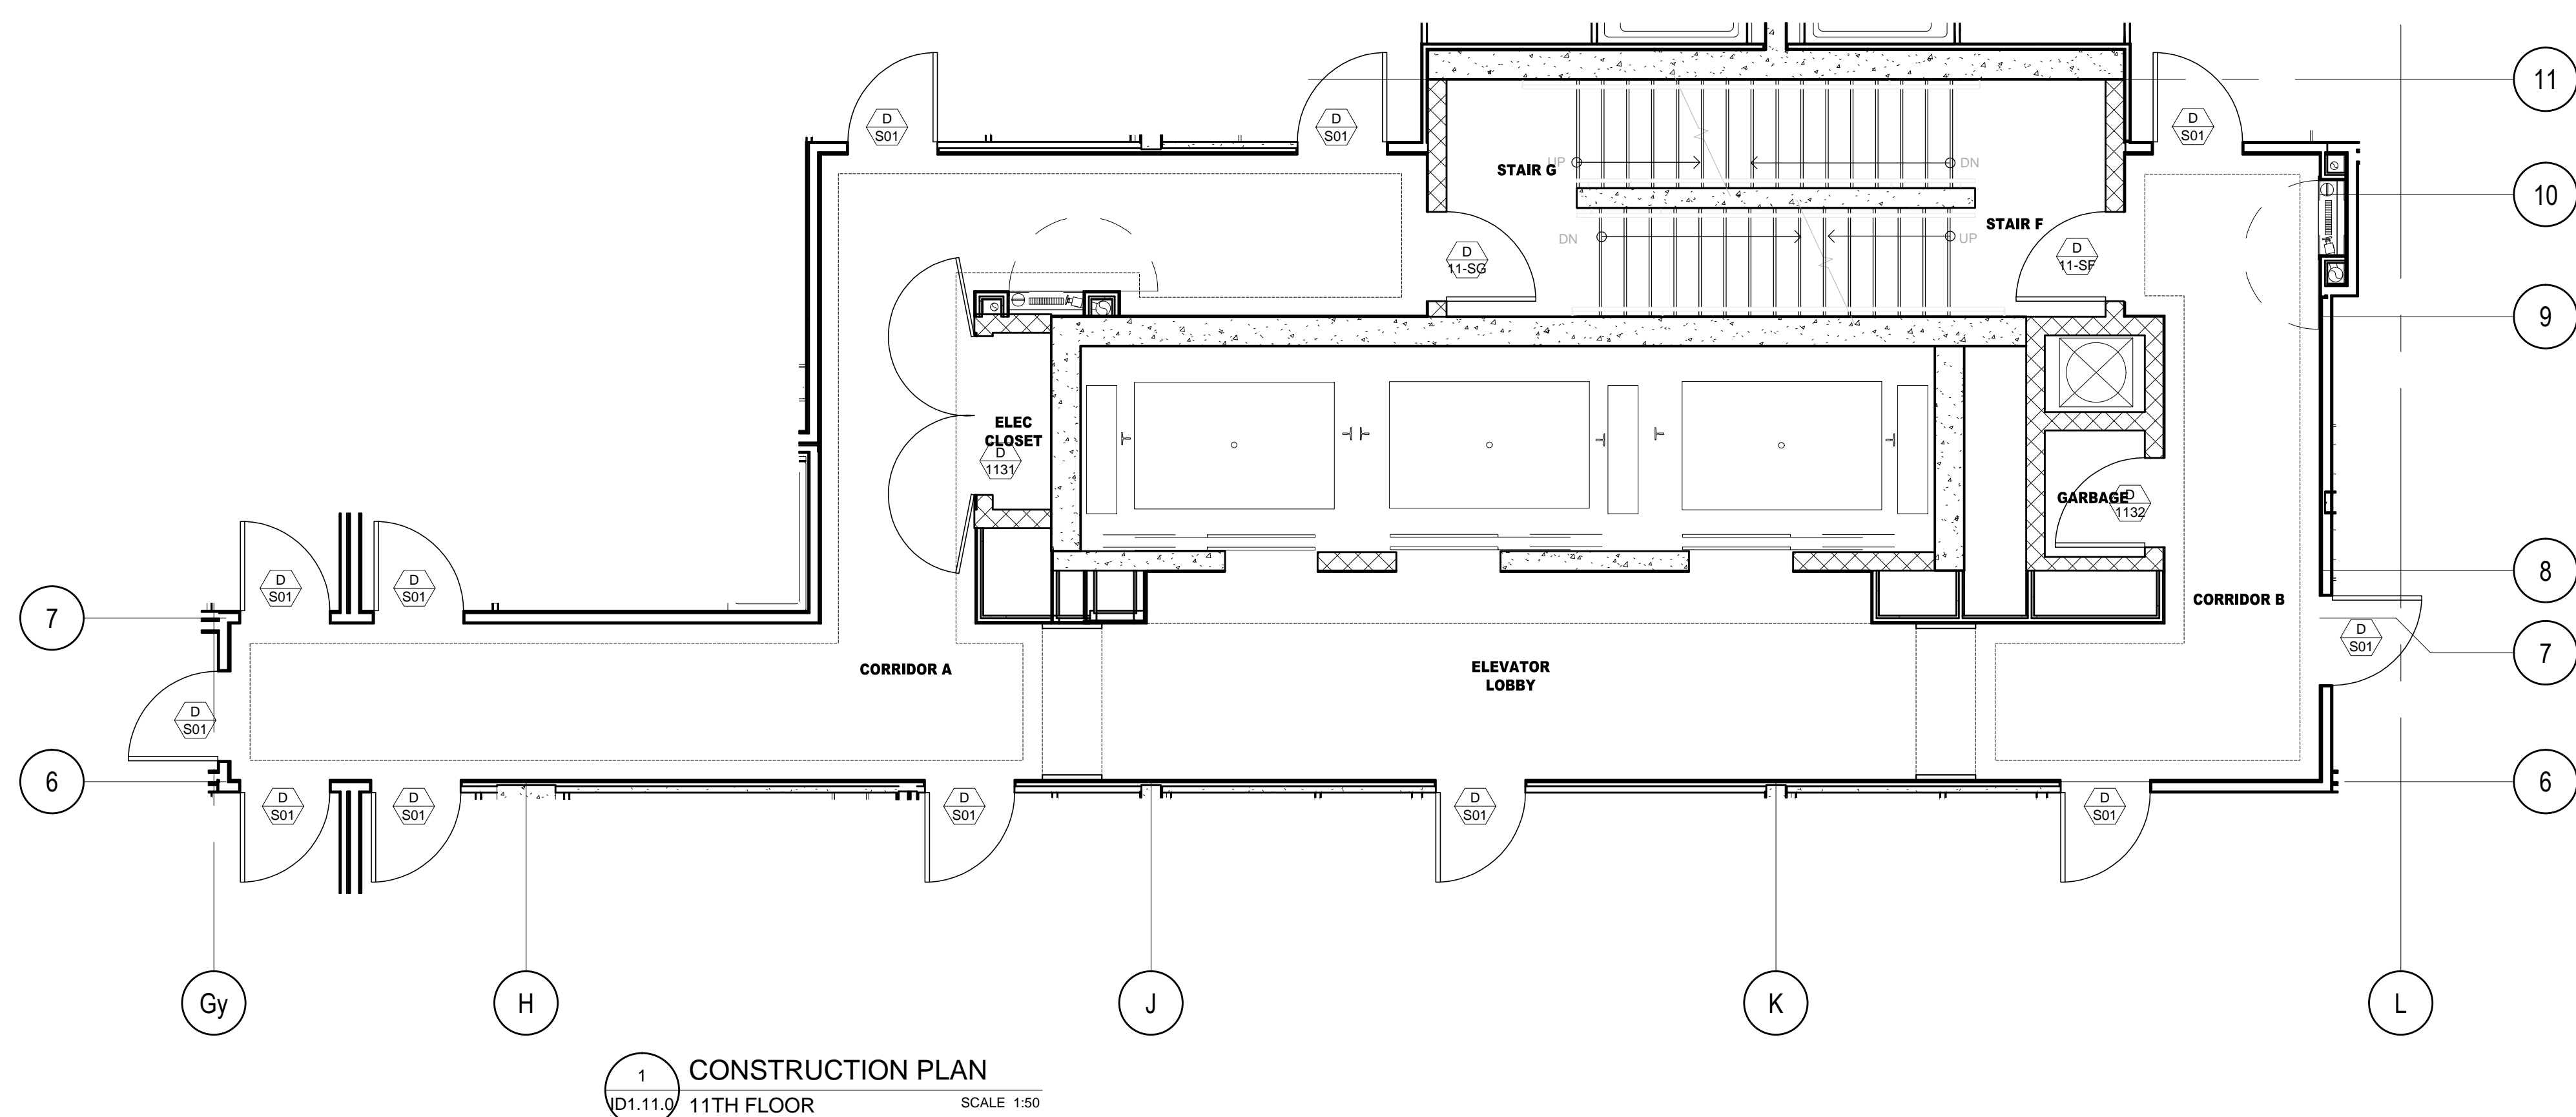 11
D
S01
D
S01
D
S01
UP
STAIR G
DN
10
STAIR F
DN
UP
D
11-SG
D
11-SF
9
ELEC
CLOSET
D
1131
GARBAGE
D
1132
D
S01
D
S01
8
CORRIDOR B
7
D
S01
7
CORRIDOR A
ELEVATOR
LOBBY
D
S01
6
6
D
S01
D
S01
D
S01
D
S01
D
S01
Gy
H
J
K
L
1
ID1.11.0
CONSTRUCTION PLAN
11TH FLOOR
SCALE 1:50